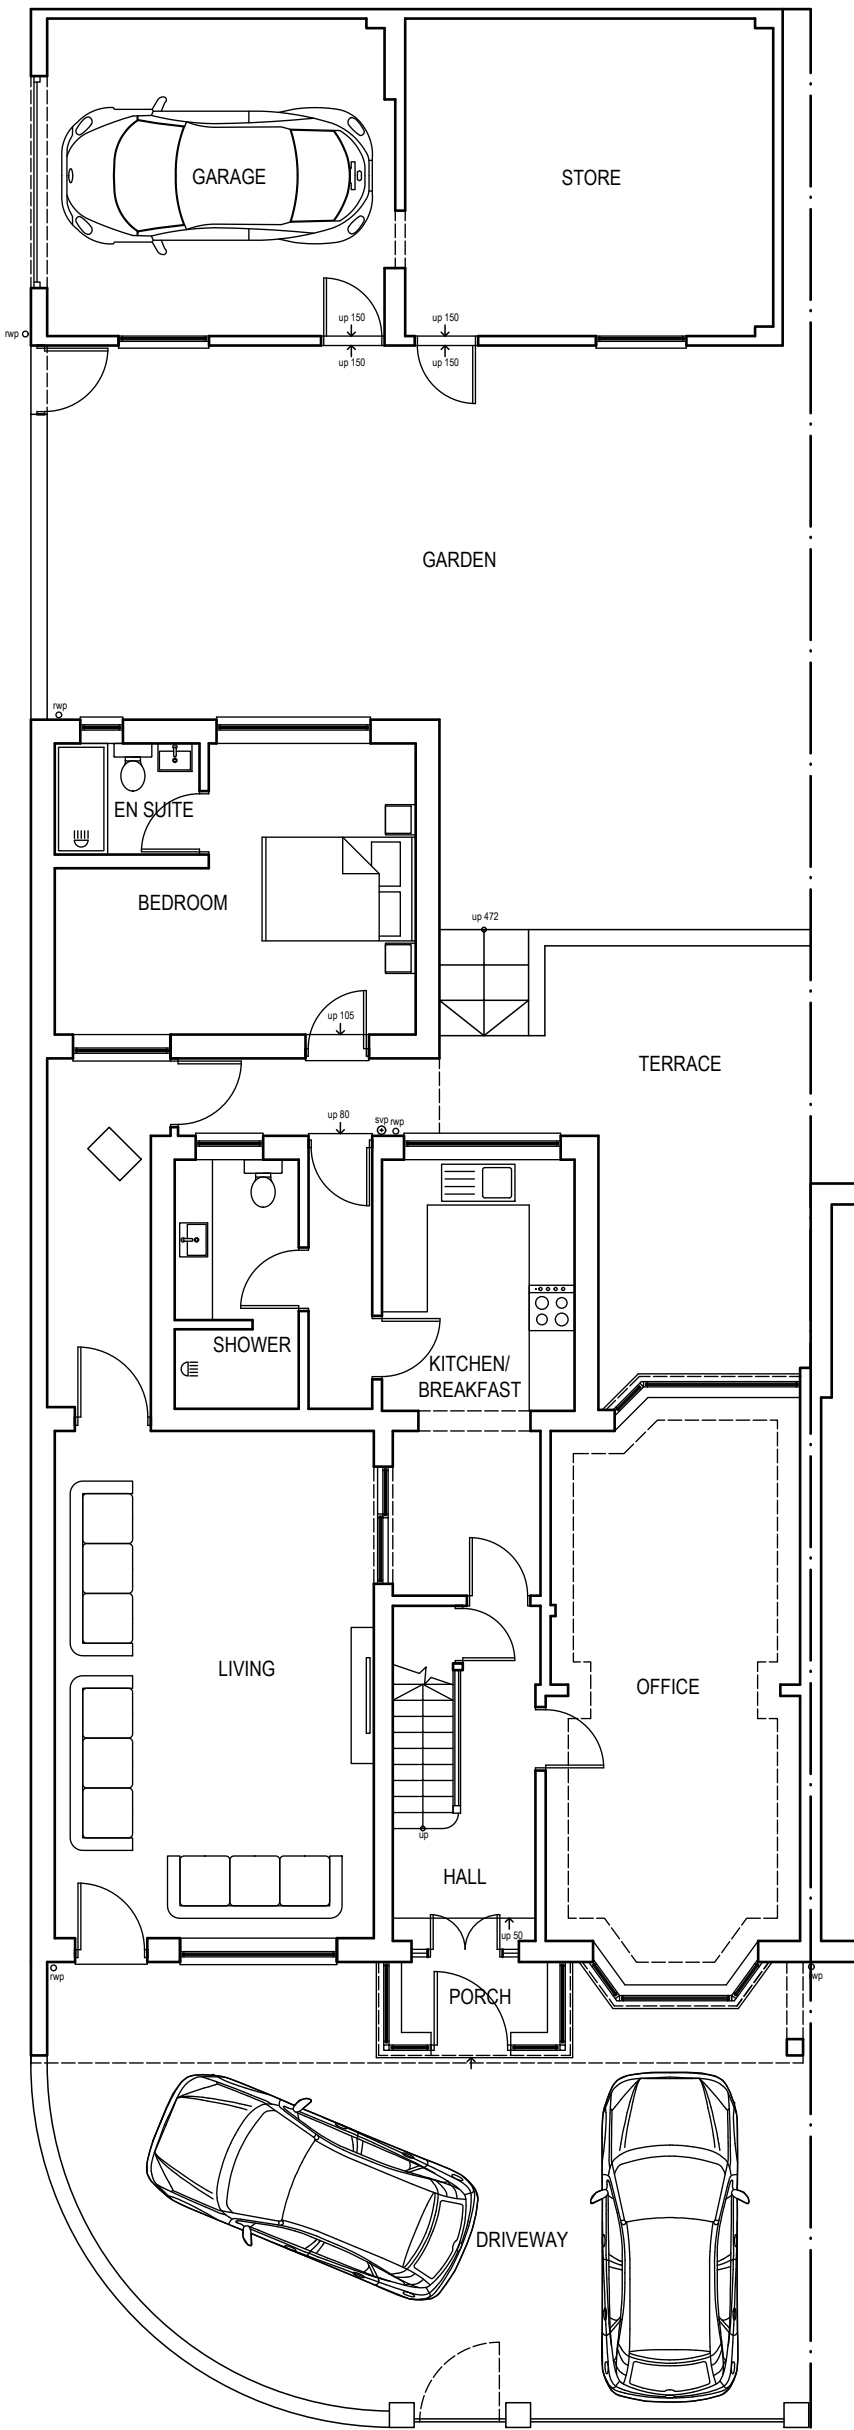 GARAGE
STORE
up 150
up 150
rwp
up 150
up 150
GARDEN
rwp
EN SUITE
BEDROOM
up 472
up 105
TERRACE
up 80
svp
rwp
SHOWER
KITCHEN/
BREAKFAST
LIVING
OFFICE
up
HALL
up 50
rwp
PORCH
rwp
DRIVEWAY